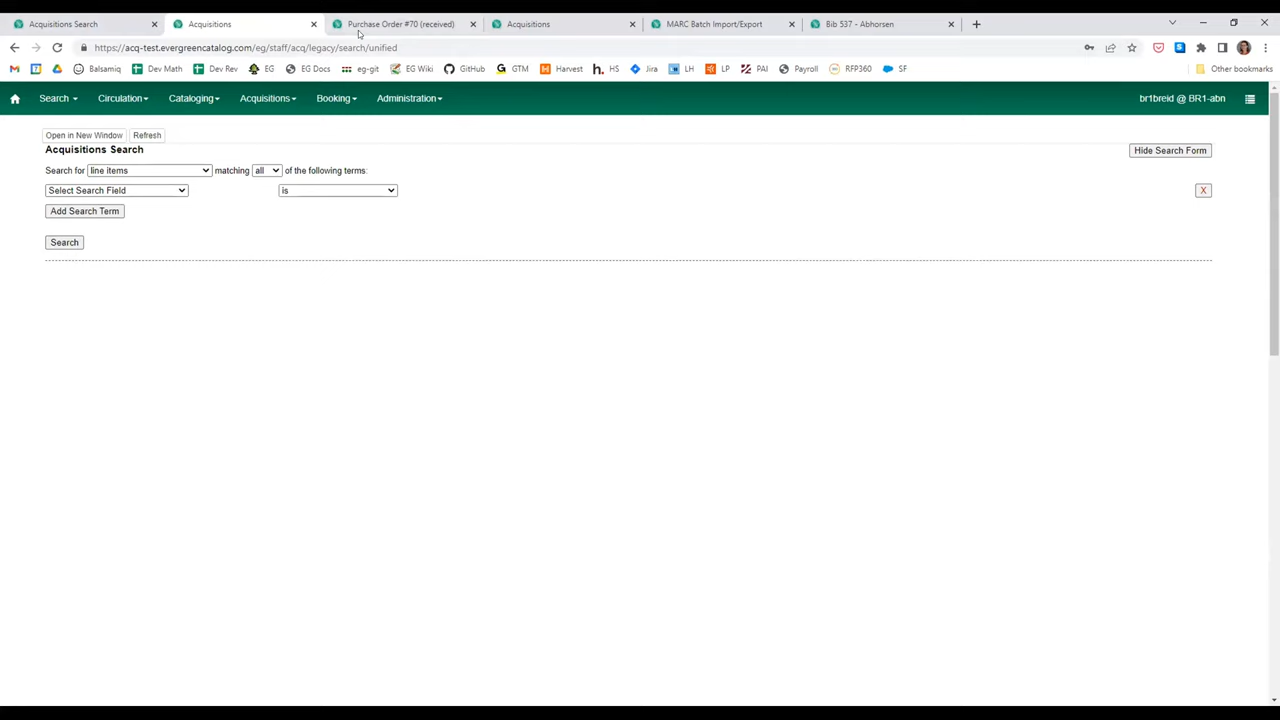 Acquisitions Search
Acquisitions
Purchase Order #70 (received)
Acquisitions
MARC Batch Import/Export
Bib 537 - Abhorsen
https://acq-test.evergreencatalog.com/eg/staff/acq/legacy/search/unified
Balsamiq Dev Math Dev Rev EG EG Docs eg-git EG Wiki GitHub GTM Harvest HS Jira LH LP PAI Payroll RFP360 SF Other bookmarks
Search Circulation Cataloging Acquisitions Booking Administration br1breid @ BR1-abn
Open in New Window Refresh
Acquisitions Search Hide Search Form
Search for line items matching all of the following terms:
Select Search Field is X
Add Search Term
Search